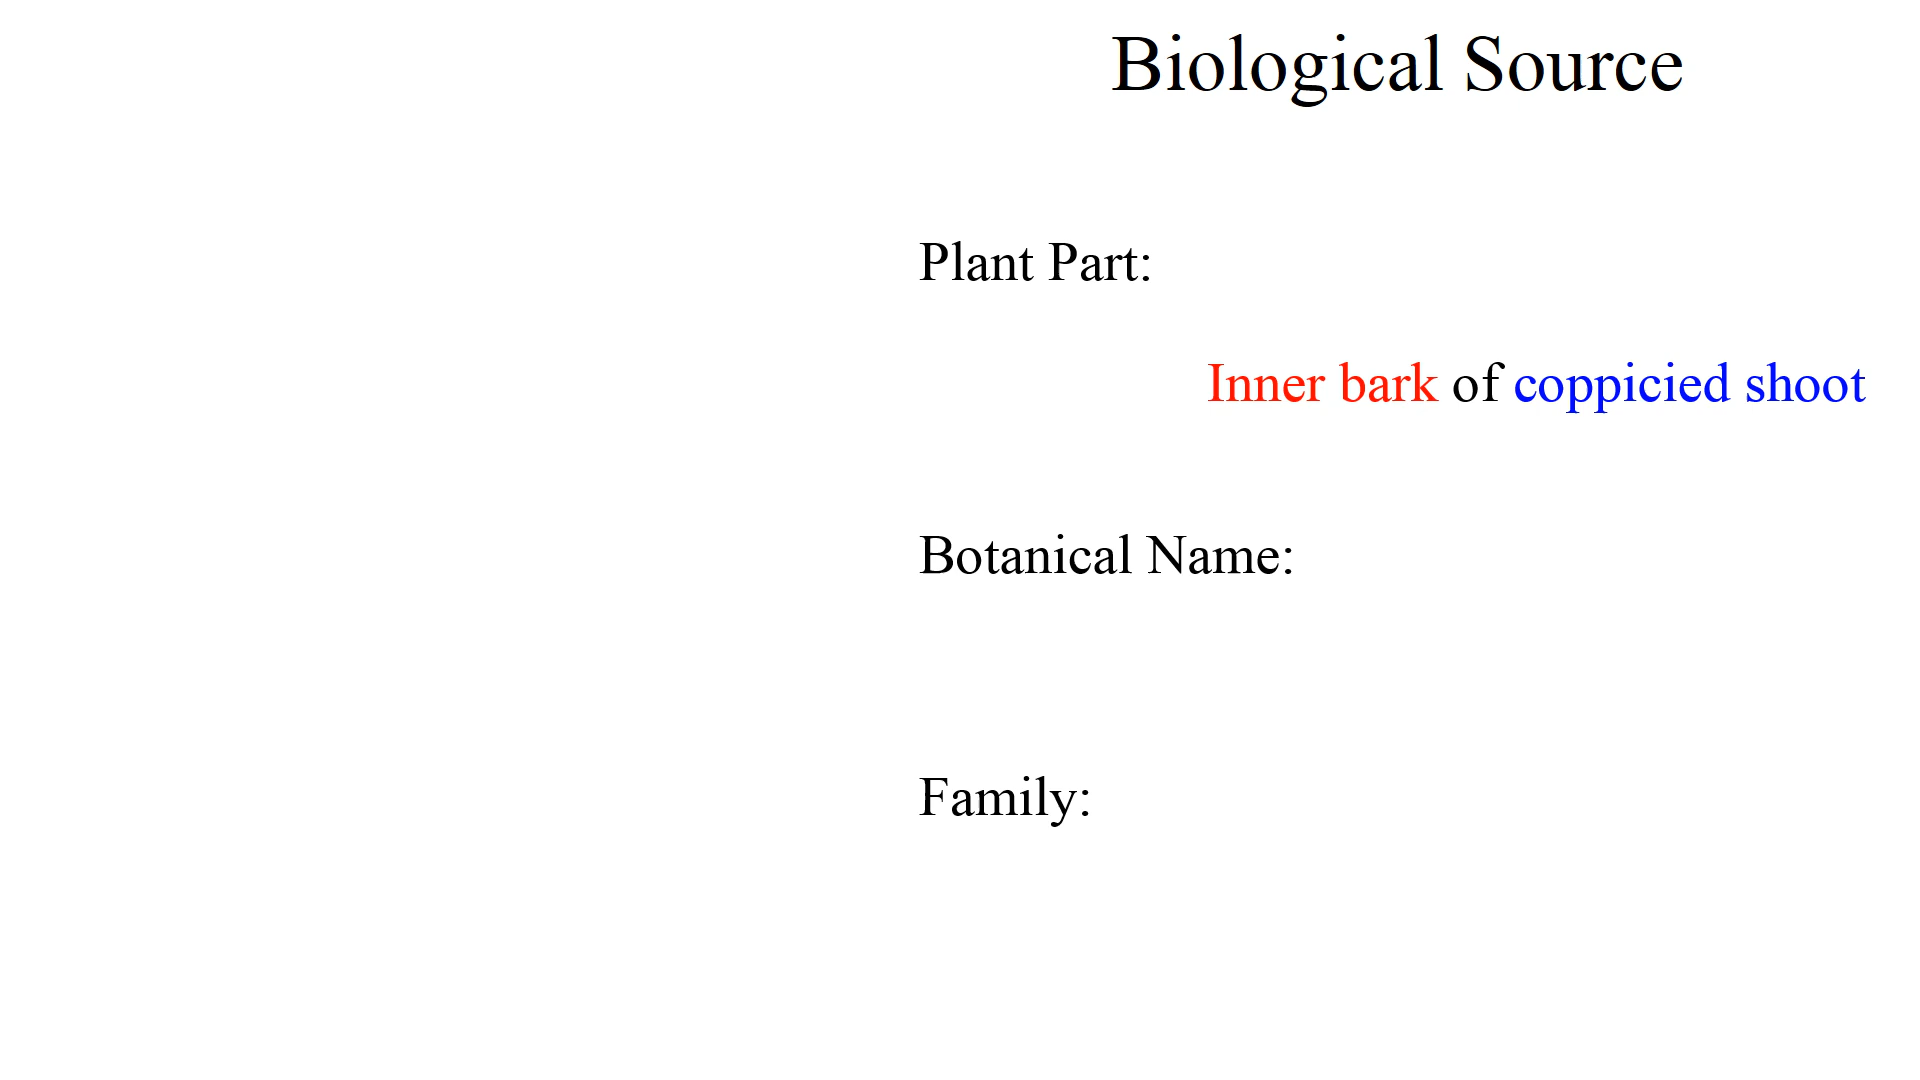 Biological Source
Plant Part:
Inner bark of coppicied shoot
Botanical Name:
Family: